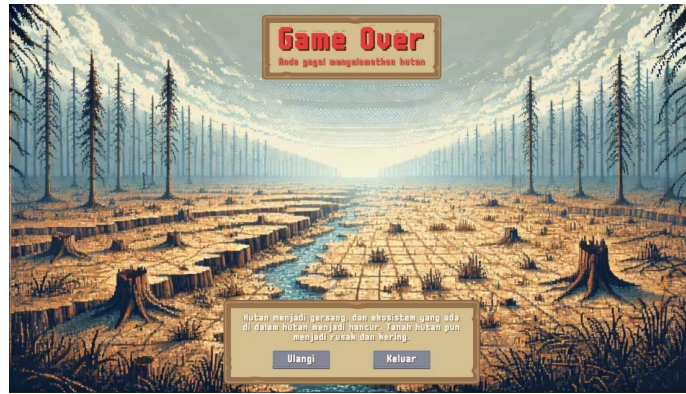 Game Over
Anda gagal menyelamatkan hutan
Hutan menjadi gersang, dan ekosistem yang ada
di dalam hutan menjadi hancur. Tanah hutan pun
menjadi rusak dan kering.
Ulangi
Keluar